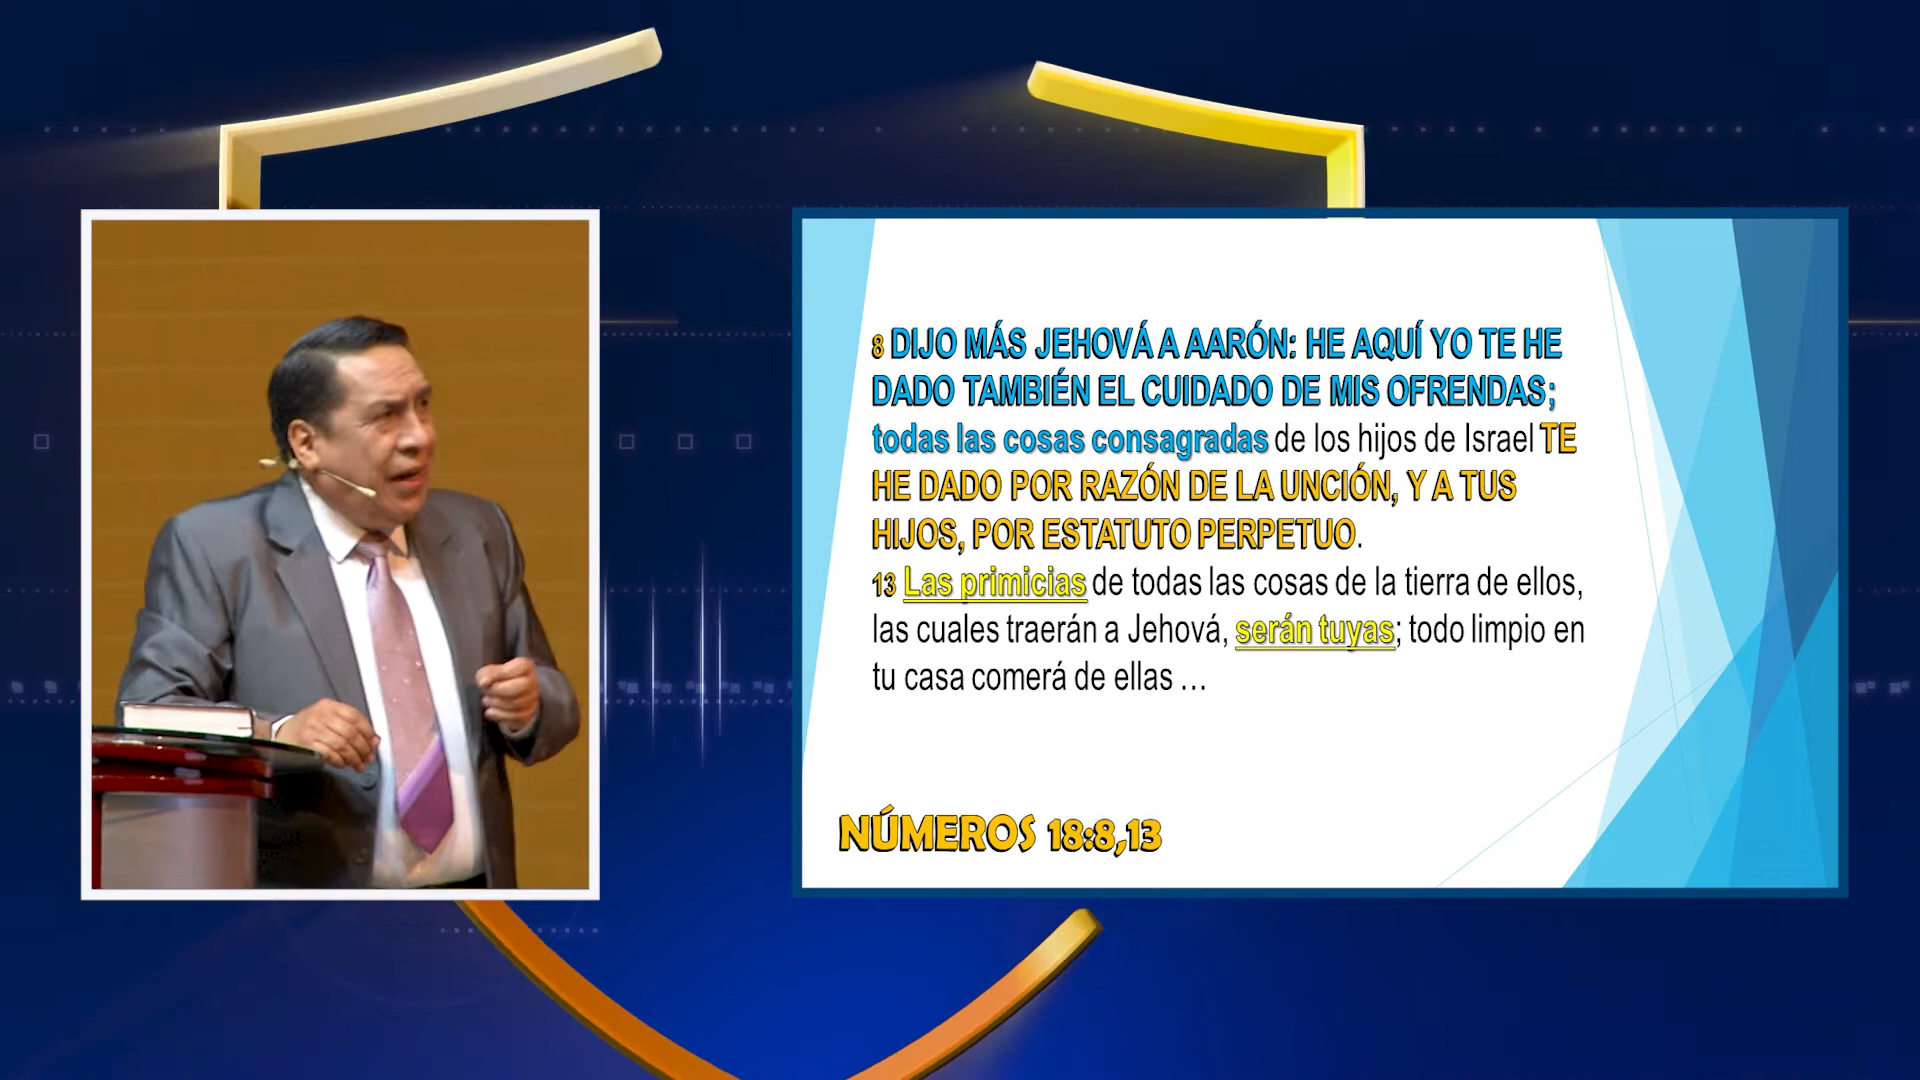 8 DIJO MÁS JEHOVÁ A AARÓN: HE AQUÍ YO TE HE
DADO TAMBIÉN EL CUIDADO DE MIS OFRENDAS;
todas las cosas consagradas de los hijos de Israel TE
HE DADO POR RAZÓN DE LA UNCIÓN, Y A TUS
HIJOS, POR ESTATUTO PERPETUO.
13 Las primicias de todas las cosas de la tierra de ellos,
las cuales traerán a Jehová, serán tuyas; todo limpio en
tu casa comerá de ellas …
NÚMEROS 18:8,13